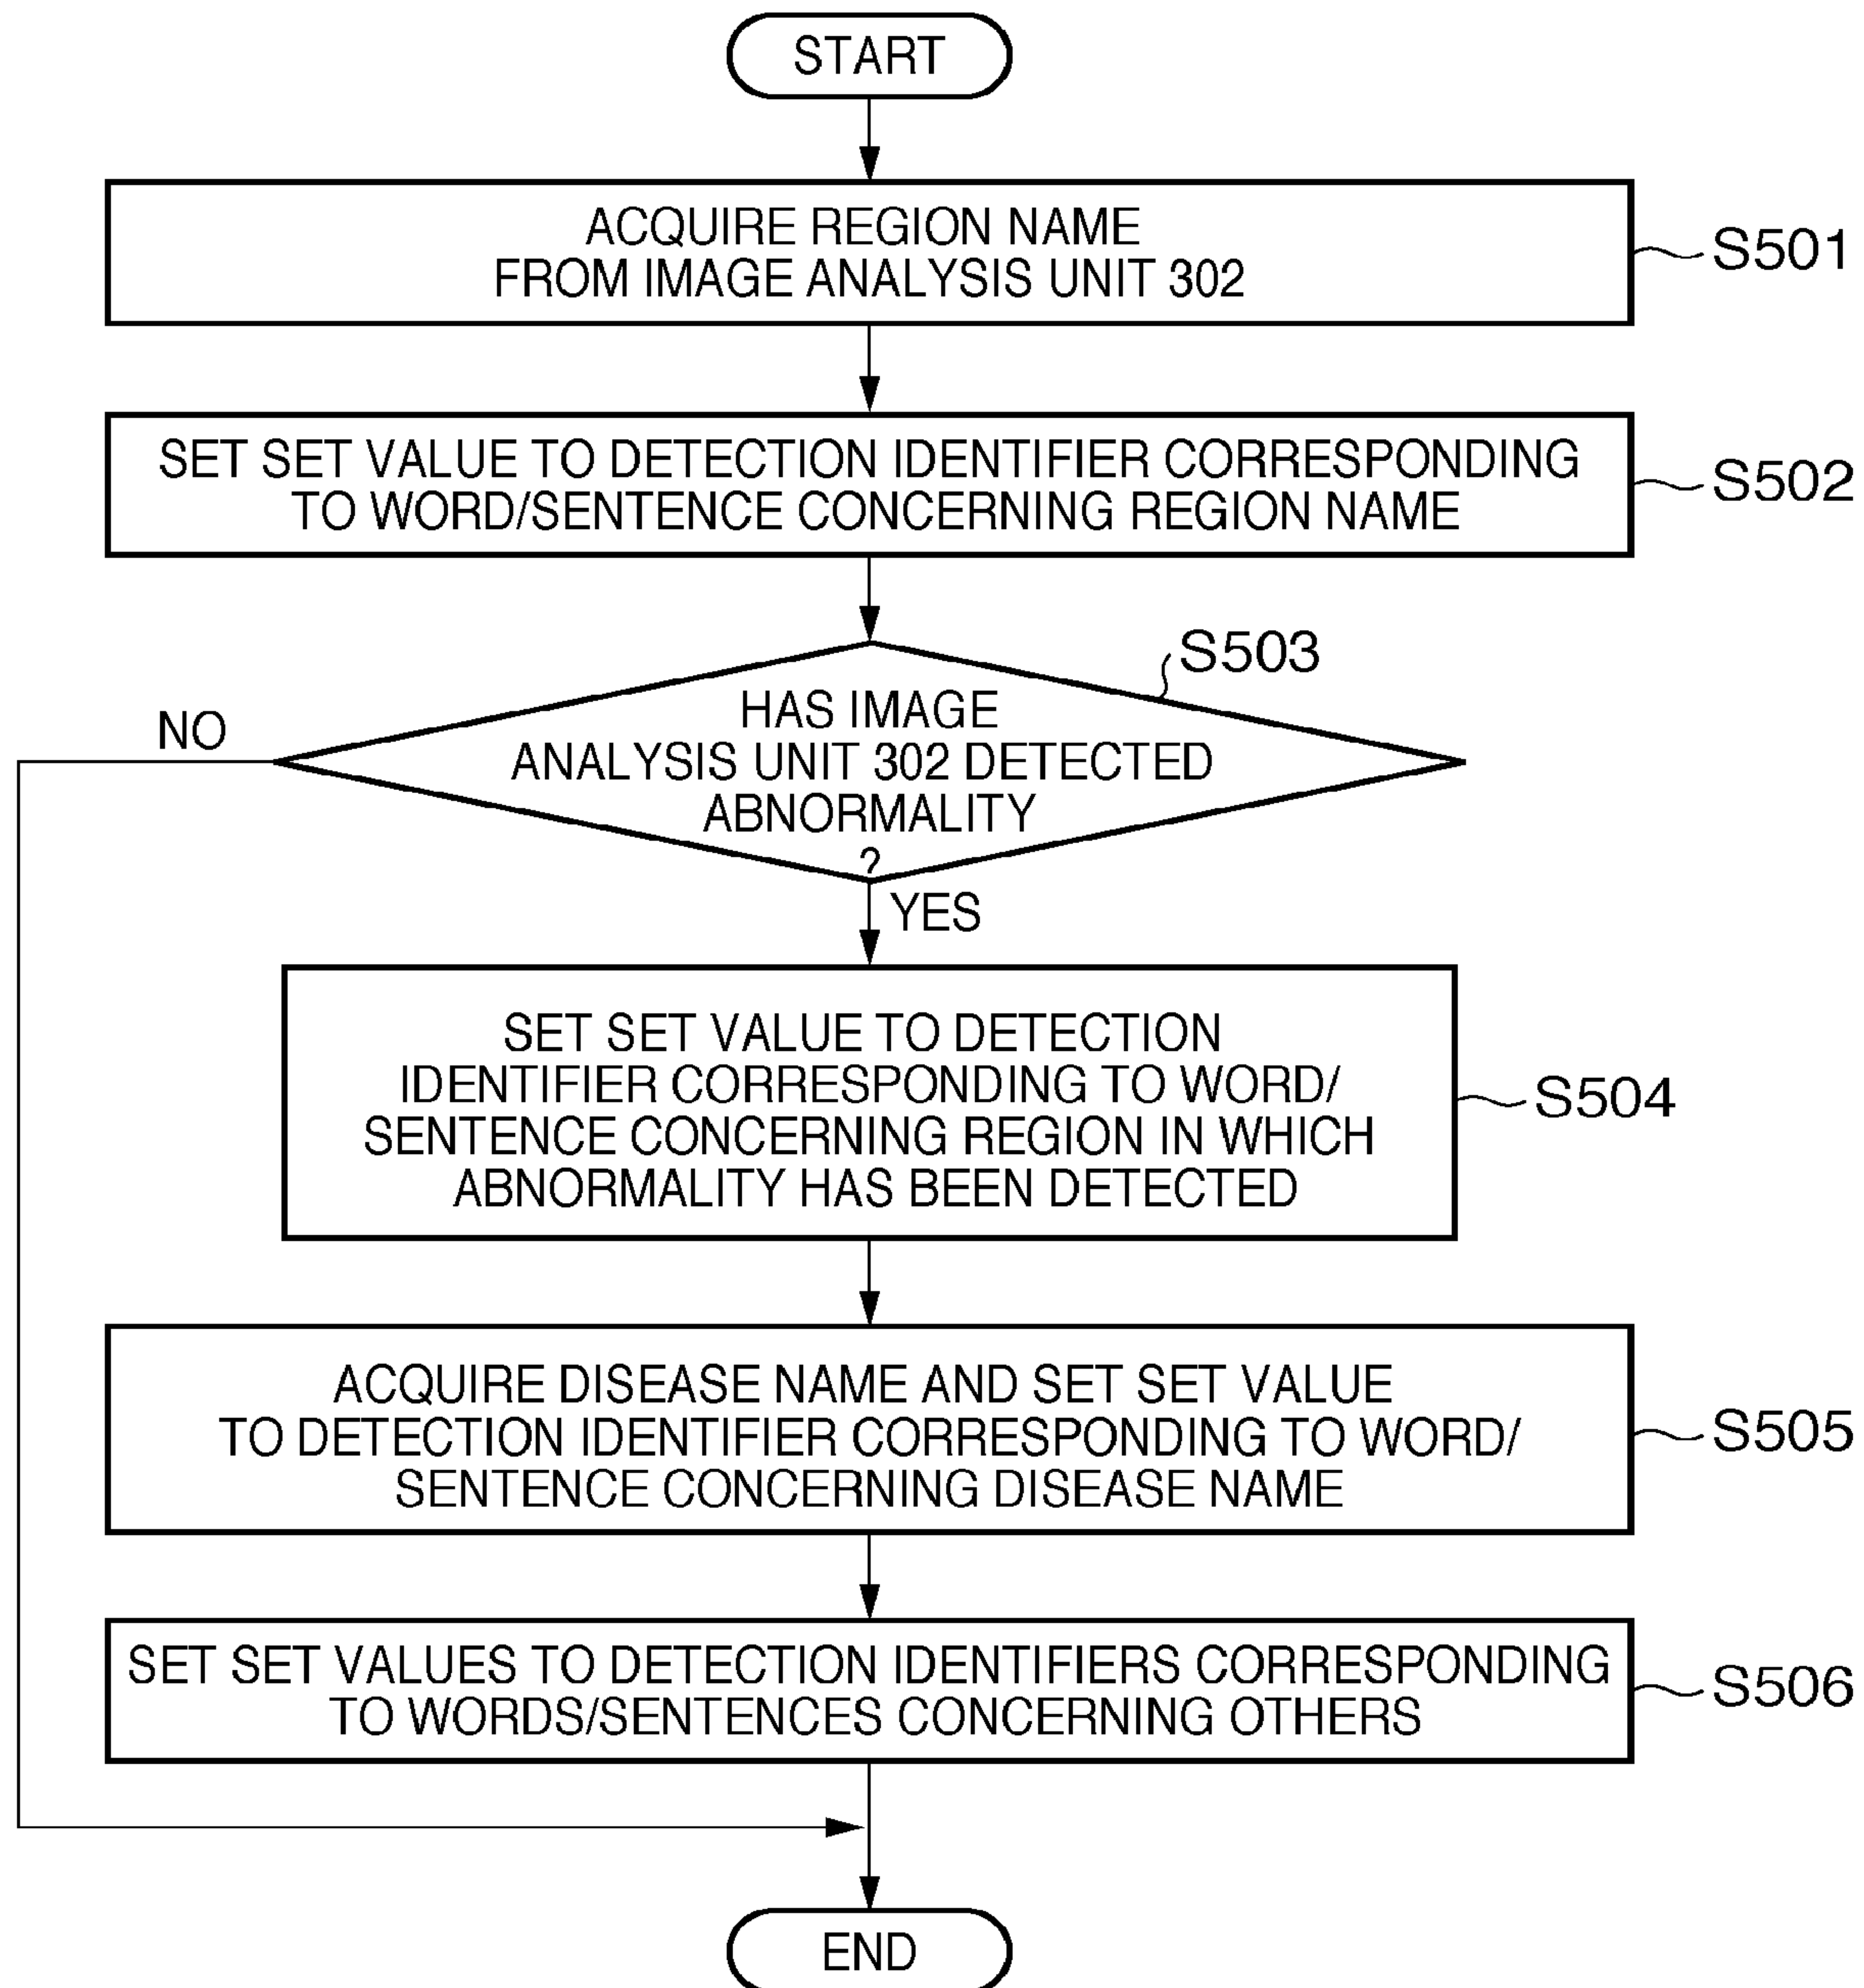 START
ACQUIRE REGION NAME
FROM IMAGE ANALYSIS UNIT 302
S501
SET SET VALUE TO DETECTION IDENTIFIER CORRESPONDING
TO WORD/SENTENCE CONCERNING REGION NAME
S502
S503
HAS IMAGE
ANALYSIS UNIT 302 DETECTED
ABNORMALITY
?
NO
YES
SET SET VALUE TO DETECTION
IDENTIFIER CORRESPONDING TO WORD/
SENTENCE CONCERNING REGION IN WHICH
ABNORMALITY HAS BEEN DETECTED
S504
ACQUIRE DISEASE NAME AND SET SET VALUE
TO DETECTION IDENTIFIER CORRESPONDING TO WORD/
SENTENCE CONCERNING DISEASE NAME
S505
SET SET VALUES TO DETECTION IDENTIFIERS CORRESPONDING
TO WORDS/SENTENCES CONCERNING OTHERS
S506
END